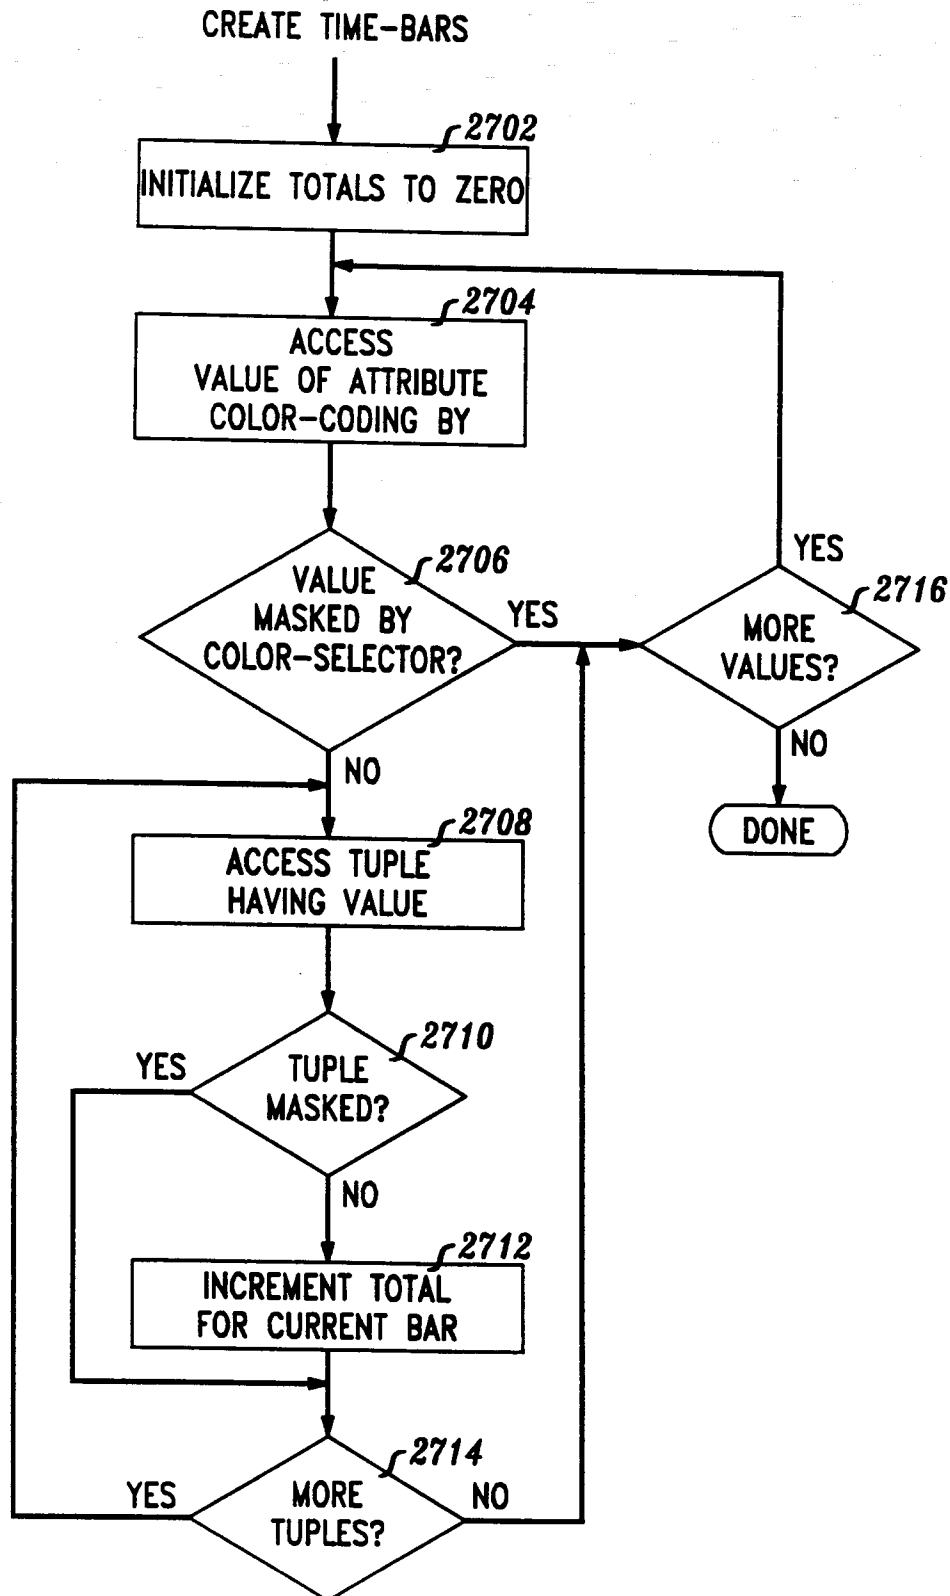 CREATE TIME-BARS
2702
INITIALIZE TOTALS TO ZERO
2704
ACCESS
VALUE OF ATTRIBUTE
COLOR-CODING BY
2706
VALUE
MASKED BY
COLOR-SELECTOR?
YES
NO
YES
2716
MORE
VALUES?
NO
DONE
2708
ACCESS TUPLE
HAVING VALUE
2710
YES
TUPLE
MASKED?
NO
2712
INCREMENT TOTAL
FOR CURRENT BAR
2714
YES
MORE
TUPLES?
NO